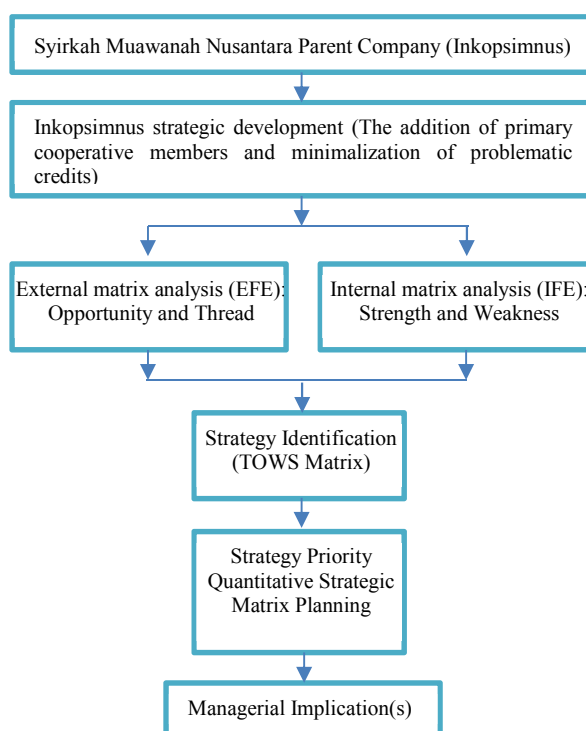 Syirkah Muawanah Nusantara Parent Company (Inkopsimnus)
Inkopsimnus strategic development (The addition of primary
cooperative members and minimalization of problematic
credits)
External matrix analysis (EFE):
Opportunity and Thread
Internal matrix analysis (IFE):
Strength and Weakness
Strategy Identification
(TOWS Matrix)
Strategy Priority
Quantitative Strategic
Matrix Planning
Managerial Implication(s)